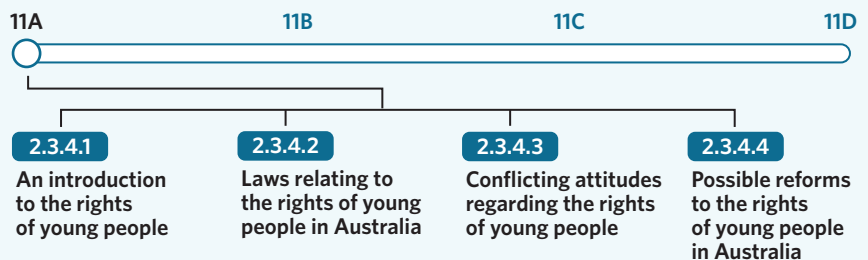 11A 11B 11C 11D
2.3.4.1
An introduction
to the rights
of young people
2.3.4.2
Laws relating to
the rights of young
people in Australia
2.3.4.3
Conflicting attitudes
regarding the rights
of young people
2.3.4.4
Possible reforms
to the rights
of young people
in Australia